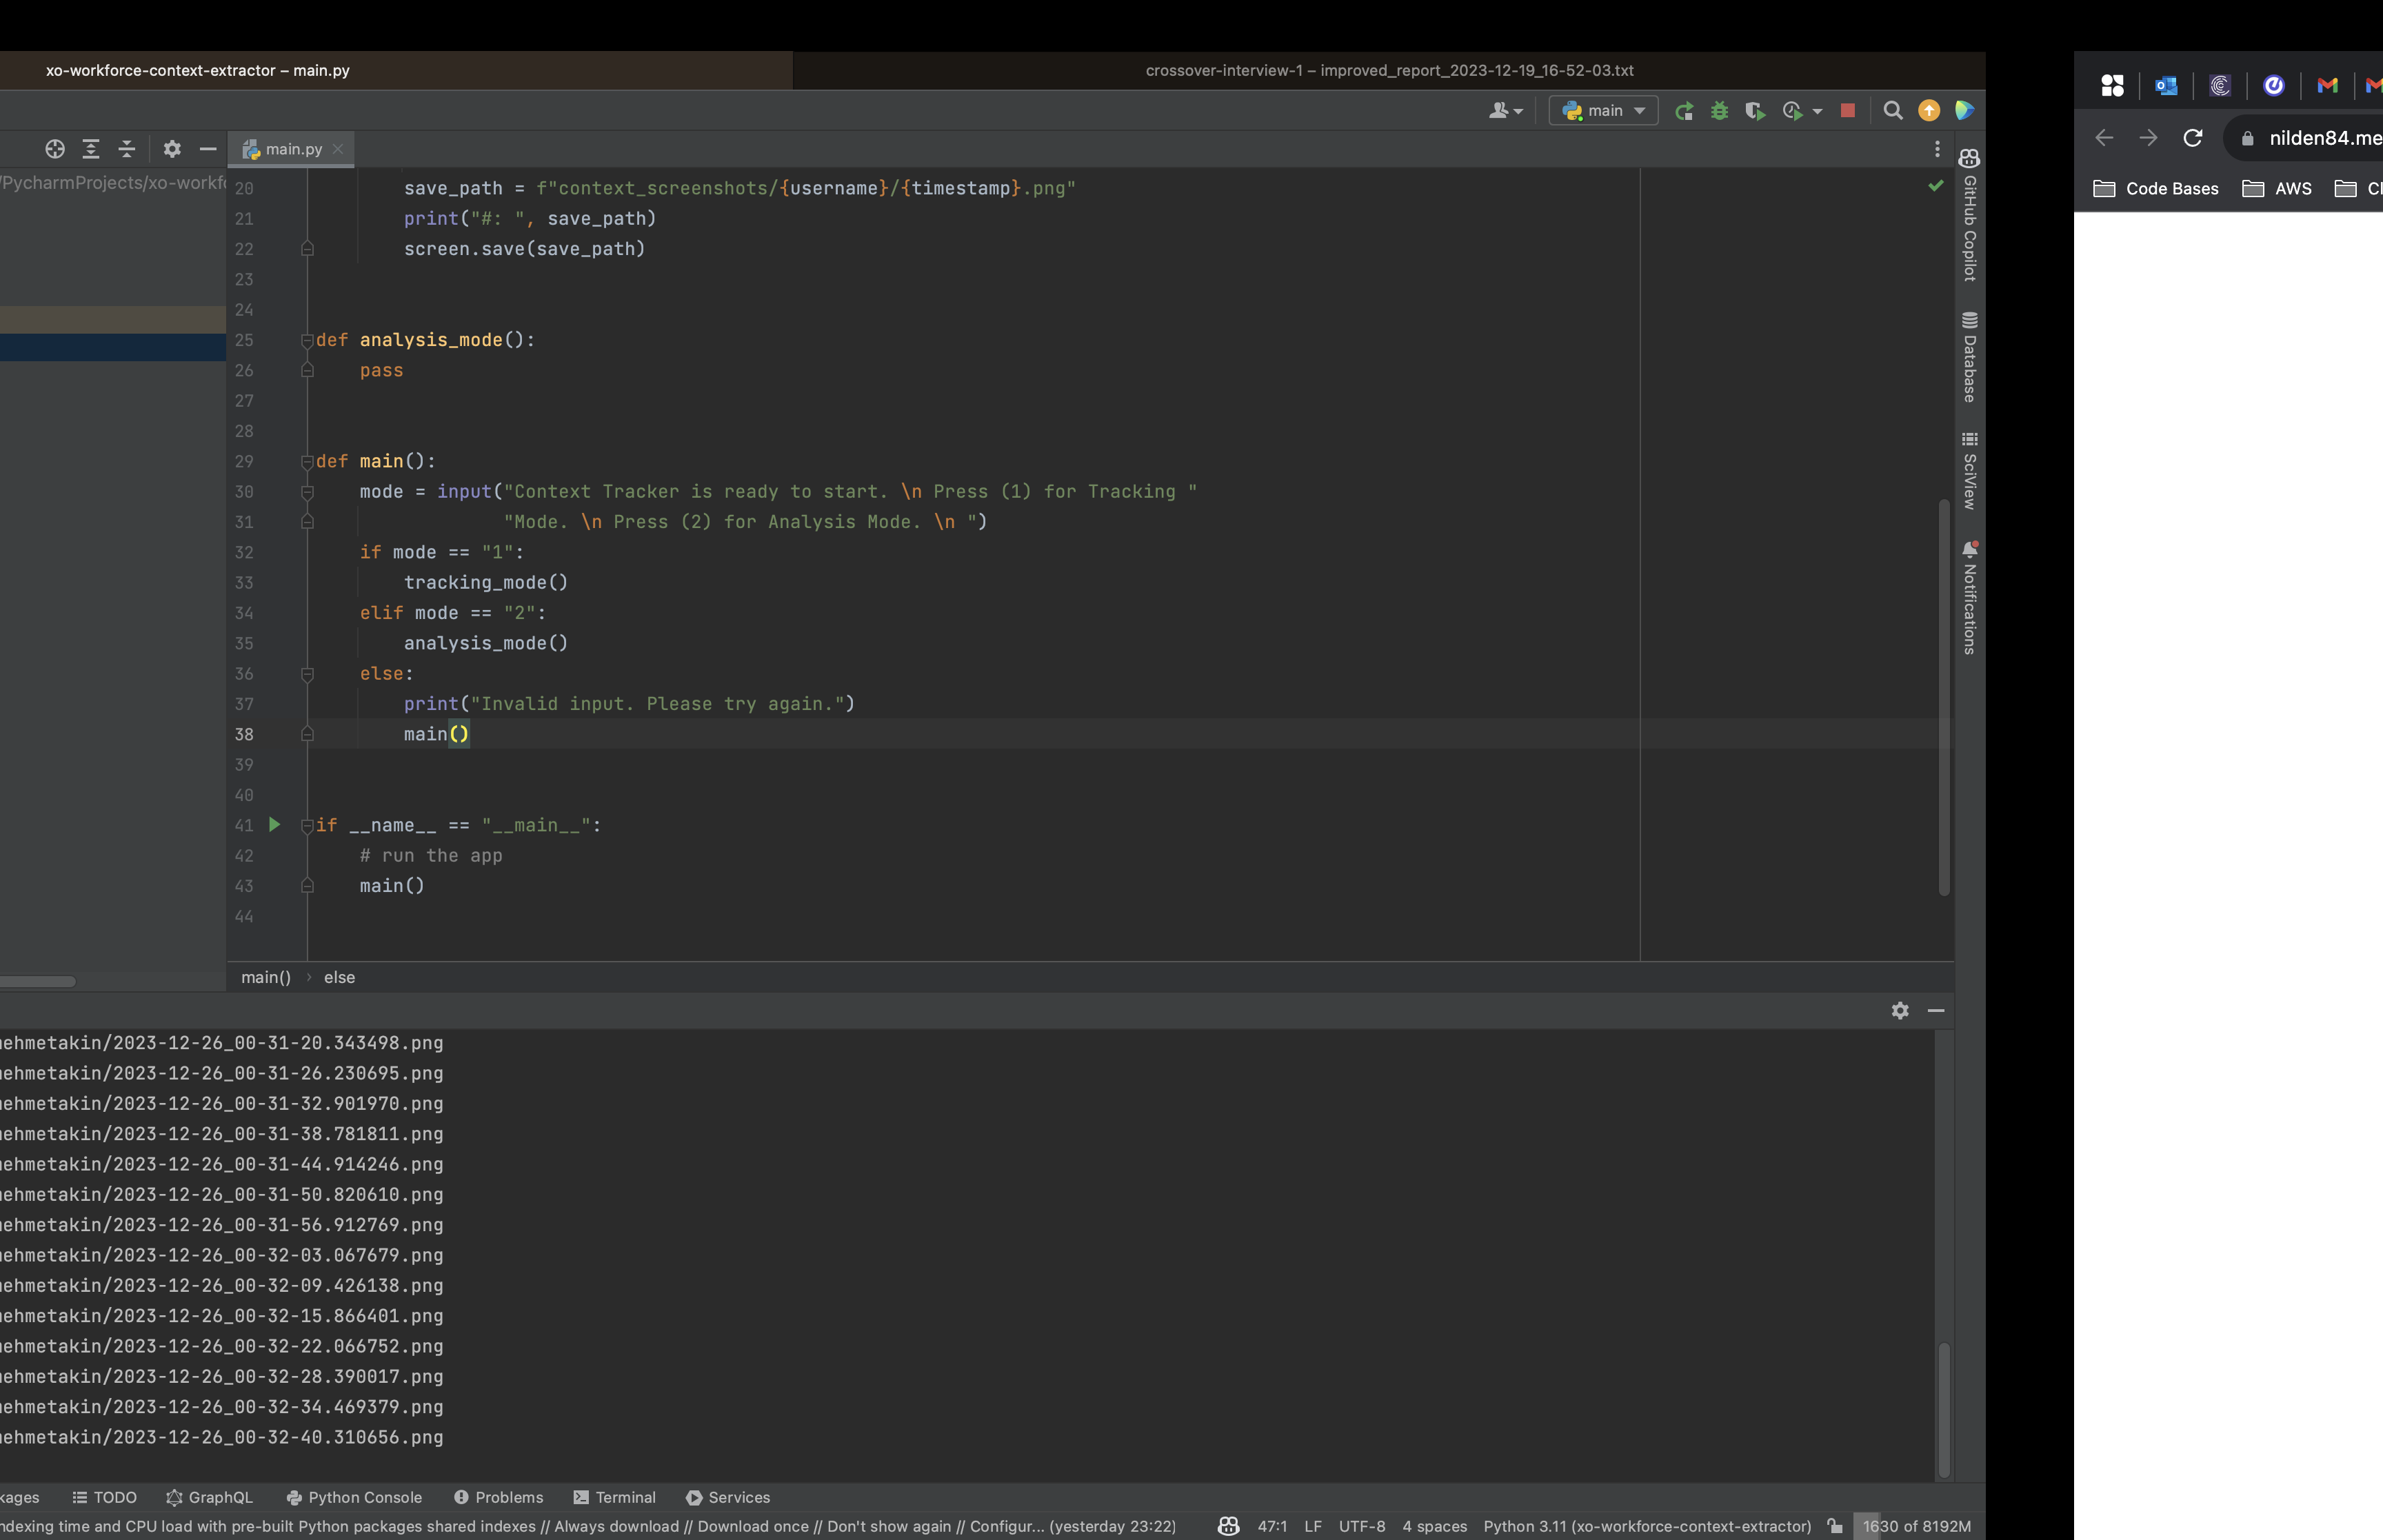 xo-workforce-context-extractor – main.py
crossover-interview-1 – improved_report_2023-12-19_16-52-03.txt
main
main.py
20 save_path = f"context_screenshots/{username}/{timestamp}.png"
21 print("#: ", save_path)
22 screen.save(save_path)
23
24
25 def analysis_mode():
26 pass
27
28
29 def main():
30 mode = input("Context Tracker is ready to start. \n Press (1) for Tracking "
31 "Mode. \n Press (2) for Analysis Mode. \n ")
32 if mode == "1":
33 tracking_mode()
34 elif mode == "2":
35 analysis_mode()
36 else:
37 print("Invalid input. Please try again.")
38 main()
39
40
41 if __name__ == "__main__":
42 # run the app
43 main()
44
main() › else
/PycharmProjects/xo-workf
GitHub Copilot
Database
SciView
Notifications
ehmetakin/2023-12-26_00-31-20.343498.png
ehmetakin/2023-12-26_00-31-26.230695.png
ehmetakin/2023-12-26_00-31-32.901970.png
ehmetakin/2023-12-26_00-31-38.781811.png
ehmetakin/2023-12-26_00-31-44.914246.png
ehmetakin/2023-12-26_00-31-50.820610.png
ehmetakin/2023-12-26_00-31-56.912769.png
ehmetakin/2023-12-26_00-32-03.067679.png
ehmetakin/2023-12-26_00-32-09.426138.png
ehmetakin/2023-12-26_00-32-15.866401.png
ehmetakin/2023-12-26_00-32-22.066752.png
ehmetakin/2023-12-26_00-32-28.390017.png
ehmetakin/2023-12-26_00-32-34.469379.png
ehmetakin/2023-12-26_00-32-40.310656.png
kages TODO GraphQL Python Console Problems Terminal Services
ndexing time and CPU load with pre-built Python packages shared indexes // Always download // Download once // Don't show again // Configur... (yesterday 23:22) 47:1 LF UTF-8 4 spaces Python 3.11 (xo-workforce-context-extractor) 1630 of 8192M
nilden84.me
Code Bases AWS Cl